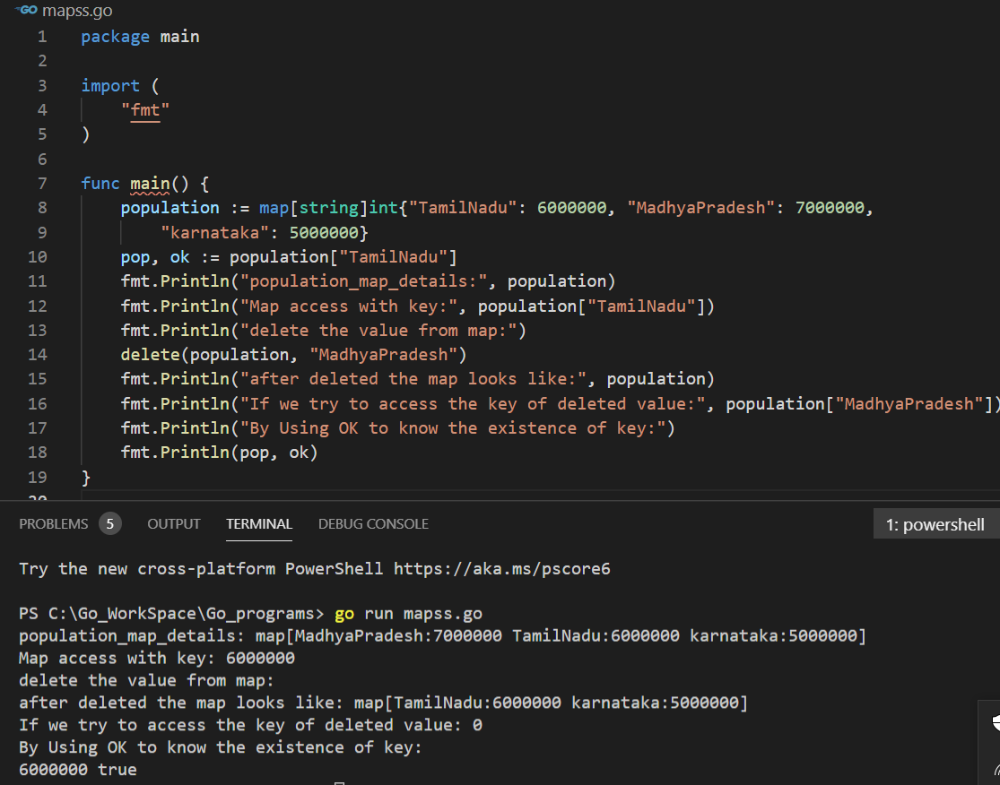 GO mapss.go
1 package main
2
3 import (
4 "fmt"
5 )
6
7 func main() {
8 population := map[string]int{"TamilNadu": 6000000, "MadhyaPradesh": 7000000,
9 "karnataka": 5000000}
10 pop, ok := population["TamilNadu"]
11 fmt.Println("population_map_details:", population)
12 fmt.Println("Map access with key:", population["TamilNadu"])
13 fmt.Println("delete the value from map:")
14 delete(population, "MadhyaPradesh")
15 fmt.Println("after deleted the map looks like:", population)
16 fmt.Println("If we try to access the key of deleted value:", population["MadhyaPradesh"])
17 fmt.Println("By Using OK to know the existence of key:")
18 fmt.Println(pop, ok)
19 }
20
PROBLEMS 5 OUTPUT TERMINAL DEBUG CONSOLE 1: powershell
Try the new cross-platform PowerShell https://aka.ms/pscore6
PS C:\Go_WorkSpace\Go_programs> go run mapss.go
population_map_details: map[MadhyaPradesh:7000000 TamilNadu:6000000 karnataka:5000000]
Map access with key: 6000000
delete the value from map:
after deleted the map looks like: map[TamilNadu:6000000 karnataka:5000000]
If we try to access the key of deleted value: 0
By Using OK to know the existence of key:
6000000 true